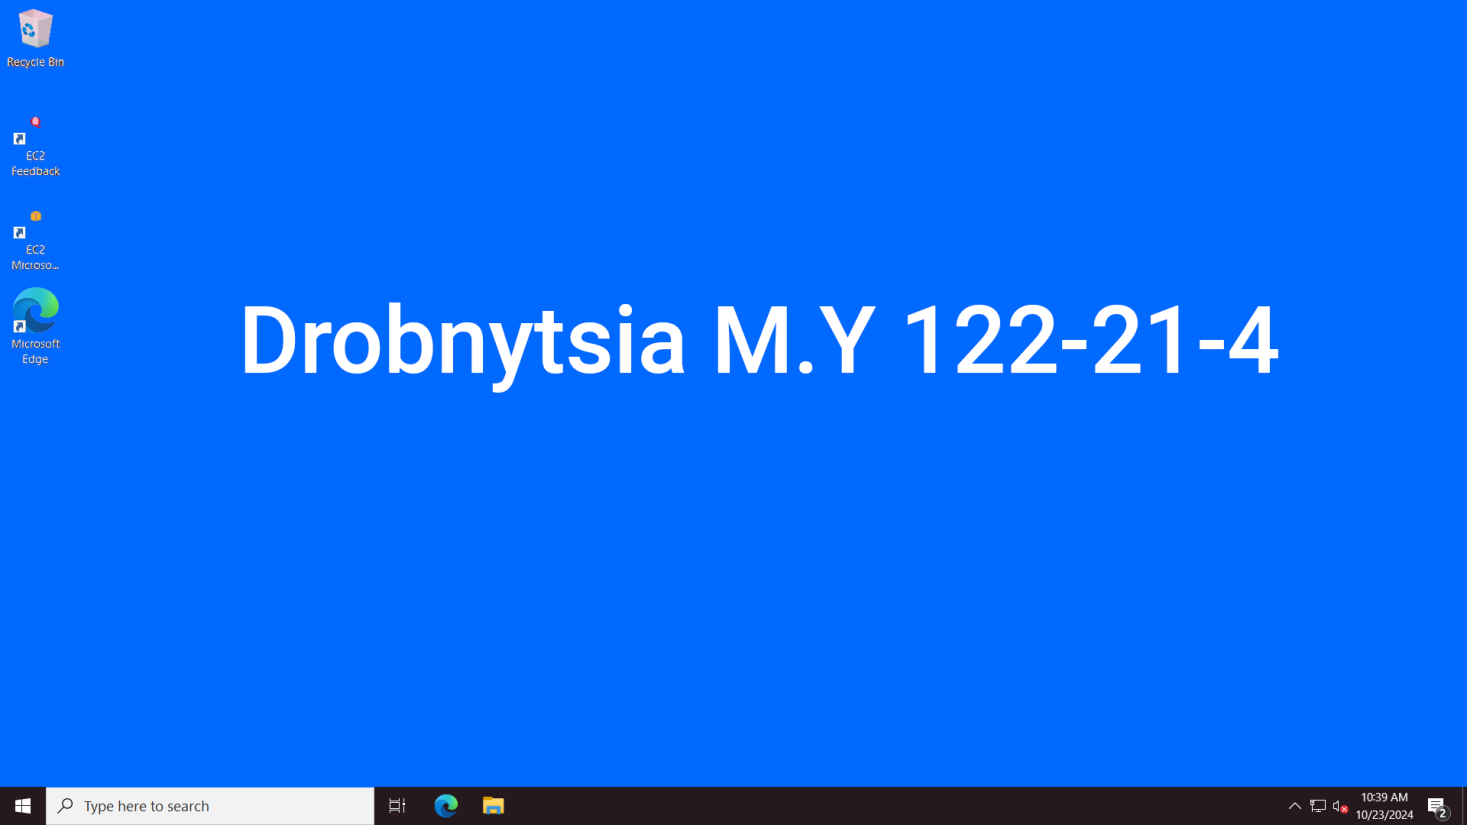 Recycle Bin
EC2
Feedback
EC2
Microso...
Microsoft
Edge
Drobnytsia M.Y 122-21-4
Type here to search
10:39 AM
10/23/2024
2